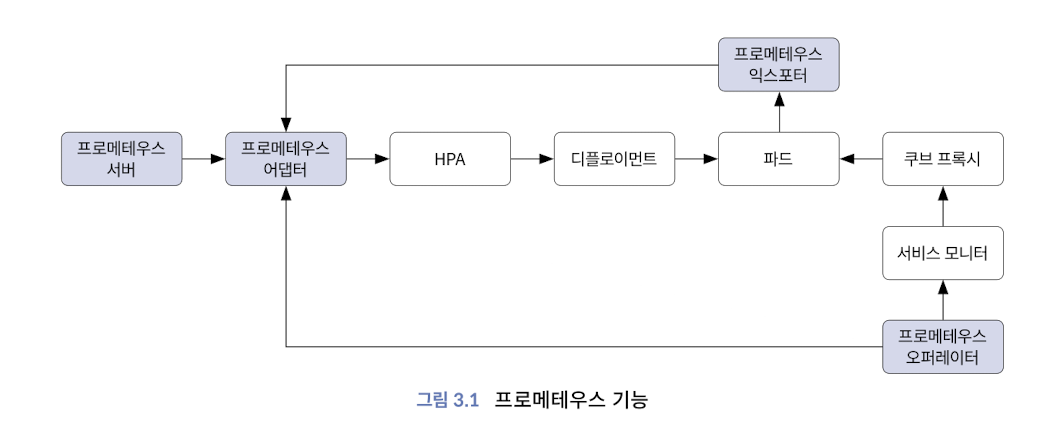 프로메테우스
익스포터
프로메테우스
서버
프로메테우스
어댑터
HPA
디플로이먼트
파드
쿠브 프록시
서비스 모니터
프로메테우스
오퍼레이터
그림 3.1 프로메테우스 기능